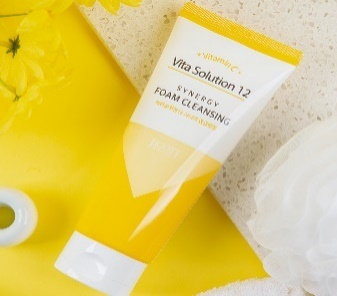 + Vitamin C +
Vita Solution 12
SYNERGY
FOAM CLEANSING